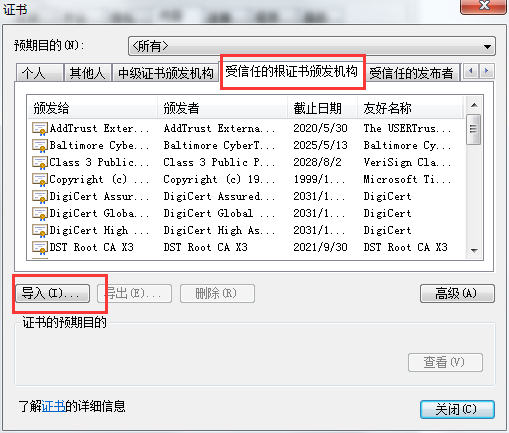 证书
预期目的(N): <所有>
个人 其他人 中级证书颁发机构 受信任的根证书颁发机构 受信任的发布者
颁发给 颁发者 截止日期 友好名称
AddTrust Exter... AddTrust Externa... 2020/5/30 The USERTrus...
Baltimore Cybe... Baltimore CyberT... 2025/5/13 Baltimore Cy...
Class 3 Public... Class 3 Public P... 2028/8/2 VeriSign Cla...
Copyright (c) ... Copyright (c) 19... 1999/1... Microsoft Ti...
DigiCert Assur... DigiCert Assured... 2031/1... DigiCert
DigiCert Globa... DigiCert Global ... 2031/1... DigiCert
DigiCert High ... DigiCert High As... 2031/1... DigiCert
DST Root CA X3 DST Root CA X3 2021/9/30 DST Root CA X3
导入(I)... 导出(E)... 删除(R) 高级(A)
证书的预期目的
查看(V)
了解证书的详细信息
关闭(C)